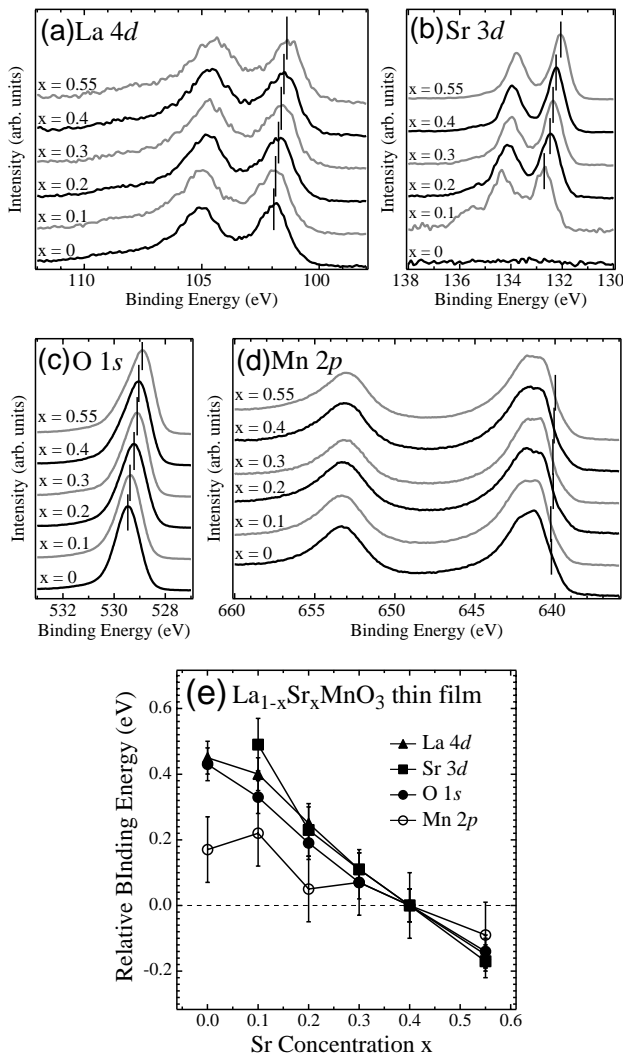 (a) La 4d
Intensity (arb. units)
x = 0.55
x = 0.4
x = 0.3
x = 0.2
x = 0.1
x = 0
110 105 100
Binding Energy (eV)
(b) Sr 3d
Intensity (arb. units)
x = 0.55
x = 0.4
x = 0.3
x = 0.2
x = 0.1
x = 0
138 136 134 132 130
Binding Energy (eV)
(c) O 1s
Intensity (arb. units)
x = 0.55
x = 0.4
x = 0.3
x = 0.2
x = 0.1
x = 0
532 530 528
Binding Energy (eV)
(d) Mn 2p
Intensity (arb. units)
x = 0.55
x = 0.4
x = 0.3
x = 0.2
x = 0.1
x = 0
660 655 650 645 640
Binding Energy (eV)
(e) La1-xSrxMnO3 thin film
La 4d
Sr 3d
O 1s
Mn 2p
Relative BInding Energy (eV)
0.6
0.4
0.2
0.0
-0.2
0.0 0.1 0.2 0.3 0.4 0.5 0.6
Sr Concentration x